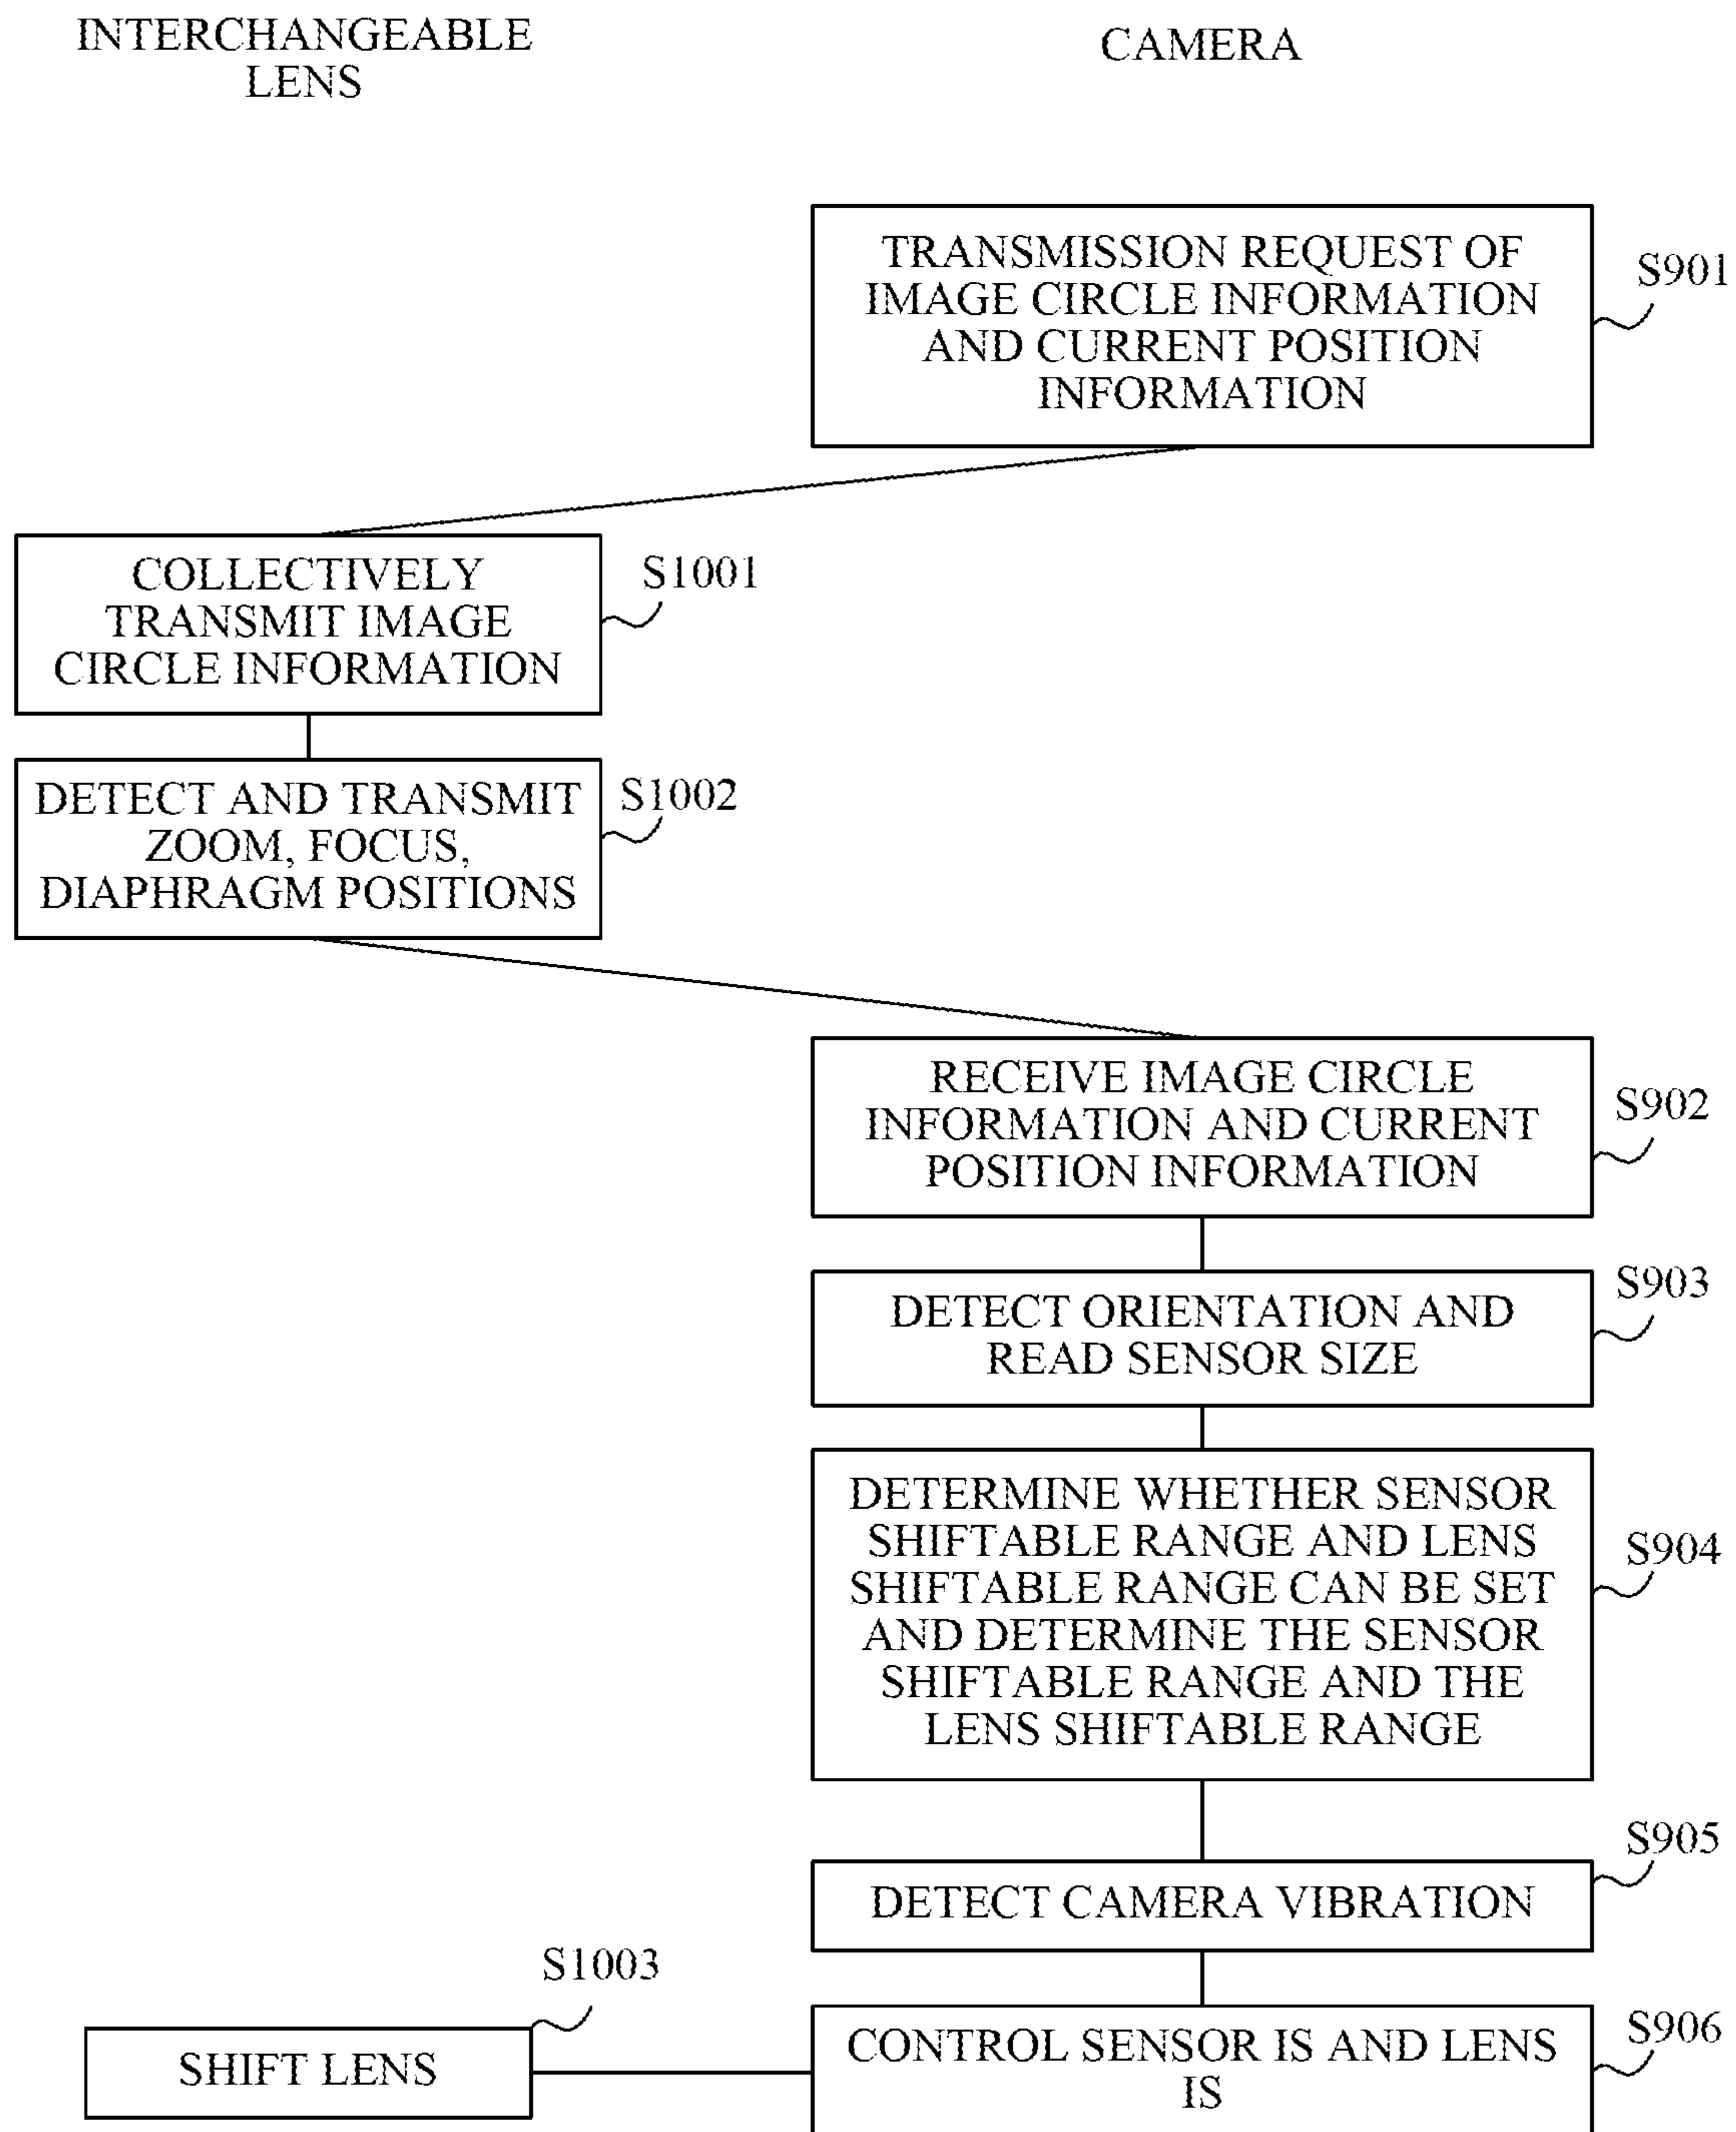 INTERCHANGEABLE
LENS
CAMERA
TRANSMISSION REQUEST OF
IMAGE CIRCLE INFORMATION
AND CURRENT POSITION
INFORMATION
S901
COLLECTIVELY
TRANSMIT IMAGE
CIRCLE INFORMATION
S1001
DETECT AND TRANSMIT
ZOOM, FOCUS,
DIAPHRAGM POSITIONS
S1002
RECEIVE IMAGE CIRCLE
INFORMATION AND CURRENT
POSITION INFORMATION
S902
DETECT ORIENTATION AND
READ SENSOR SIZE
S903
DETERMINE WHETHER SENSOR
SHIFTABLE RANGE AND LENS
SHIFTABLE RANGE CAN BE SET
AND DETERMINE THE SENSOR
SHIFTABLE RANGE AND THE
LENS SHIFTABLE RANGE
S904
DETECT CAMERA VIBRATION
S905
CONTROL SENSOR IS AND LENS
IS
S906
SHIFT LENS
S1003